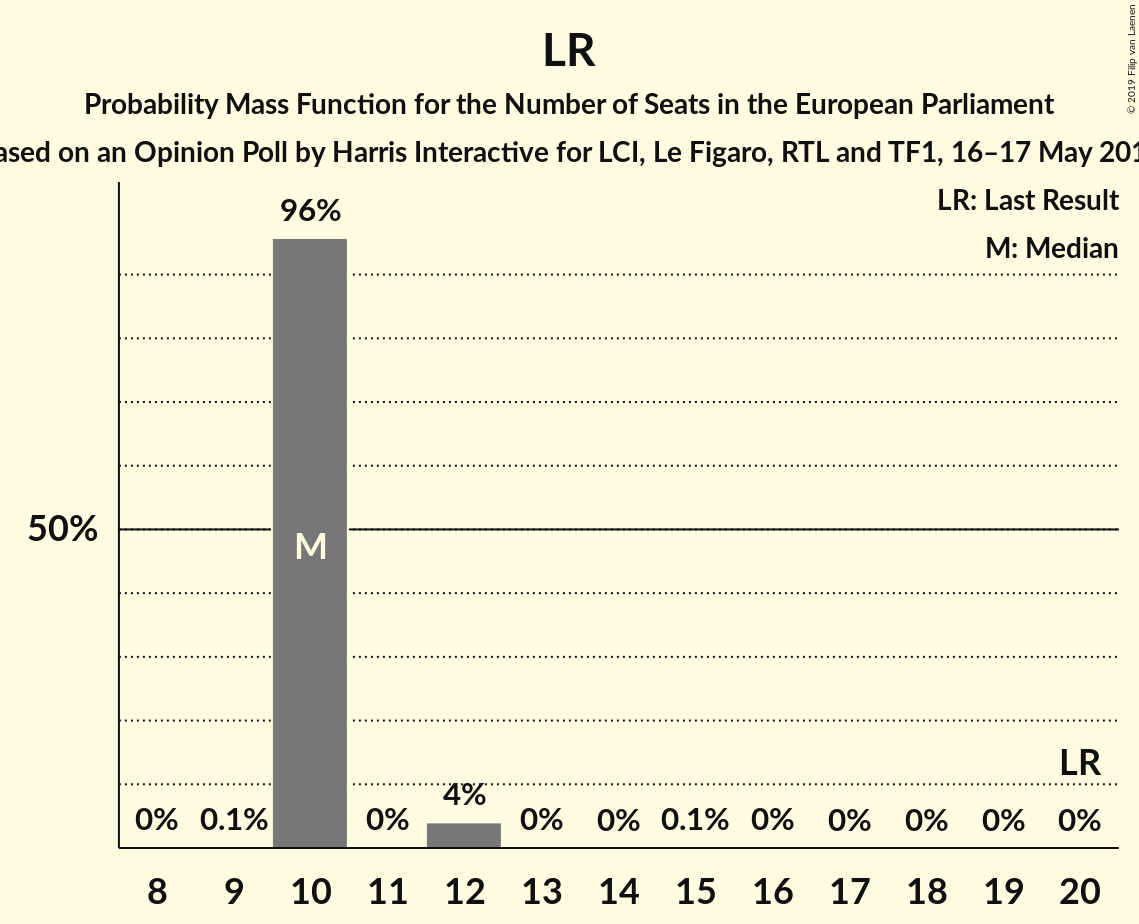 LR
Probability Mass Function for the Number of Seats in the European Parliament
ased on an Opinion Poll by Harris Interactive for LCI, Le Figaro, RTL and TF1, 16–17 May 201
© 2019 Filip van Laenen
LR: Last Result
M: Median
96%
50%
M
LR
0% 0.1% 0% 4% 0% 0% 0.1% 0% 0% 0% 0% 0%
8 9 10 11 12 13 14 15 16 17 18 19 20